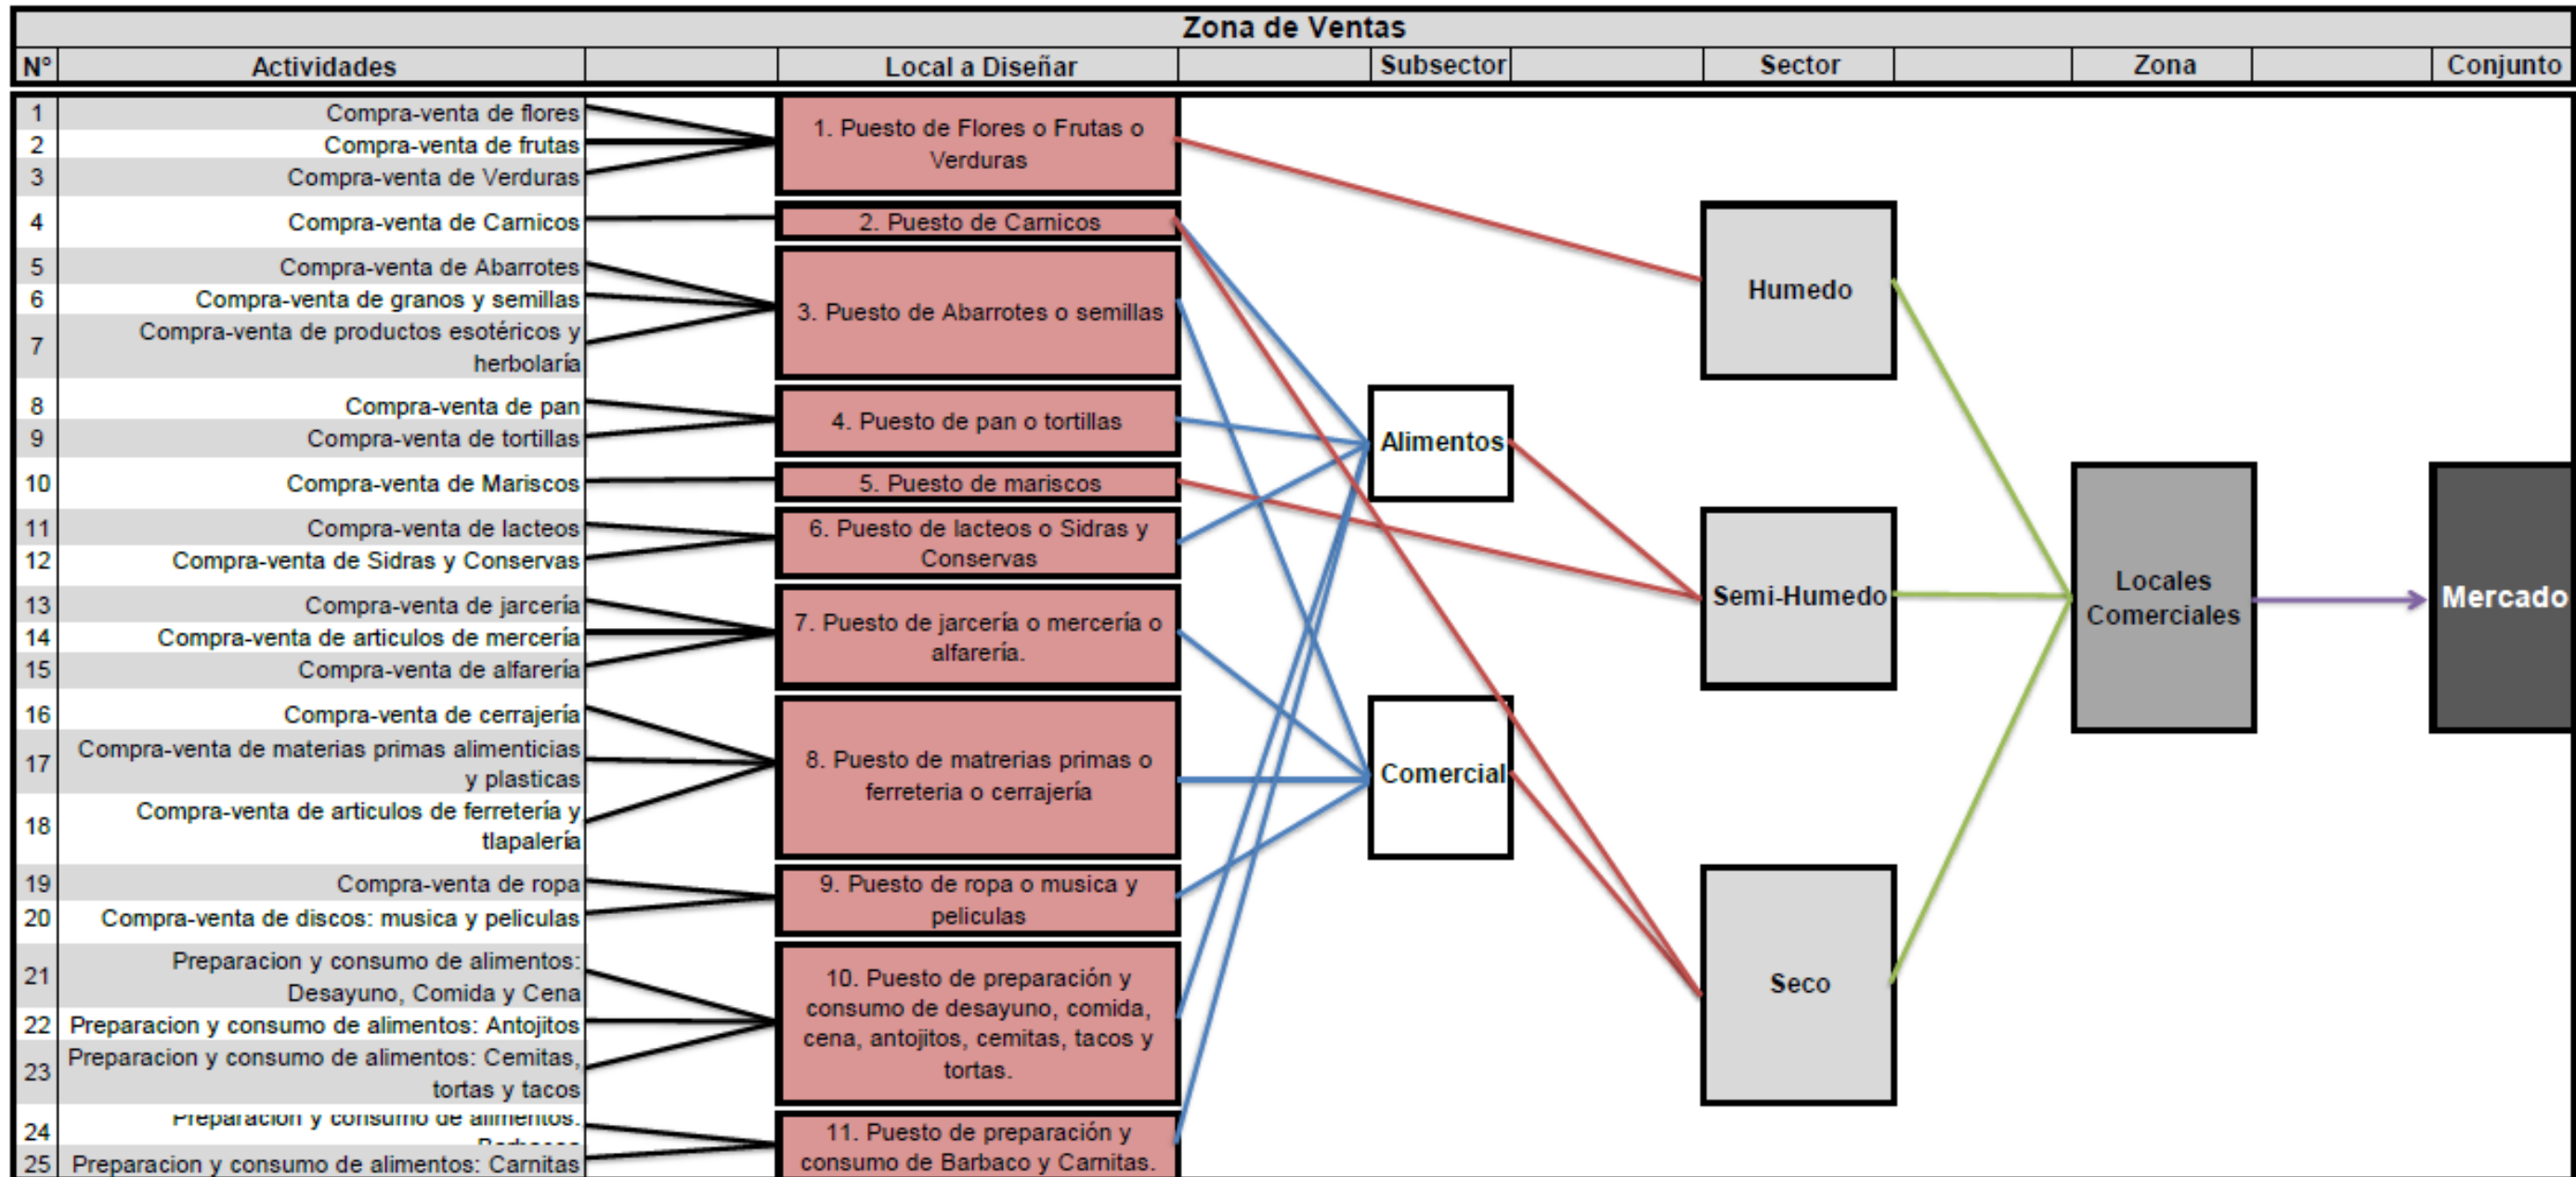 Zona de Ventas
N° Actividades Local a Diseñar Subsector Sector Zona Conjunto
1 Compra-venta de flores
2 Compra-venta de frutas
3 Compra-venta de Verduras
4 Compra-venta de Carnicos
5 Compra-venta de Abarrotes
6 Compra-venta de granos y semillas
7 Compra-venta de productos esotéricos y
herbolaría
8 Compra-venta de pan
9 Compra-venta de tortillas
10 Compra-venta de Mariscos
11 Compra-venta de lacteos
12 Compra-venta de Sidras y Conservas
13 Compra-venta de jarcería
14 Compra-venta de articulos de mercería
15 Compra-venta de alfarería
16 Compra-venta de cerrajería
17 Compra-venta de materias primas alimenticias
y plasticas
18 Compra-venta de articulos de ferretería y
tlapalería
19 Compra-venta de ropa
20 Compra-venta de discos: musica y peliculas
21 Preparacion y consumo de alimentos:
Desayuno, Comida y Cena
22 Preparacion y consumo de alimentos: Antojitos
23 Preparacion y consumo de alimentos: Cemitas,
tortas y tacos
24 Preparacion y consumo de alimentos:
25 Preparacion y consumo de alimentos: Carnitas
1. Puesto de Flores o Frutas o
Verduras
2. Puesto de Carnicos
3. Puesto de Abarrotes o semillas
4. Puesto de pan o tortillas
5. Puesto de mariscos
6. Puesto de lacteos o Sidras y
Conservas
7. Puesto de jarcería o mercería o
alfarería.
8. Puesto de matrerias primas o
ferreteria o cerrajería
9. Puesto de ropa o musica y
peliculas
10. Puesto de preparación y
consumo de desayuno, comida,
cena, antojitos, cemitas, tacos y
tortas.
11. Puesto de preparación y
consumo de Barbaco y Carnitas.
Alimentos
Comercial
Humedo
Semi-Humedo
Seco
Locales
Comerciales
Mercado